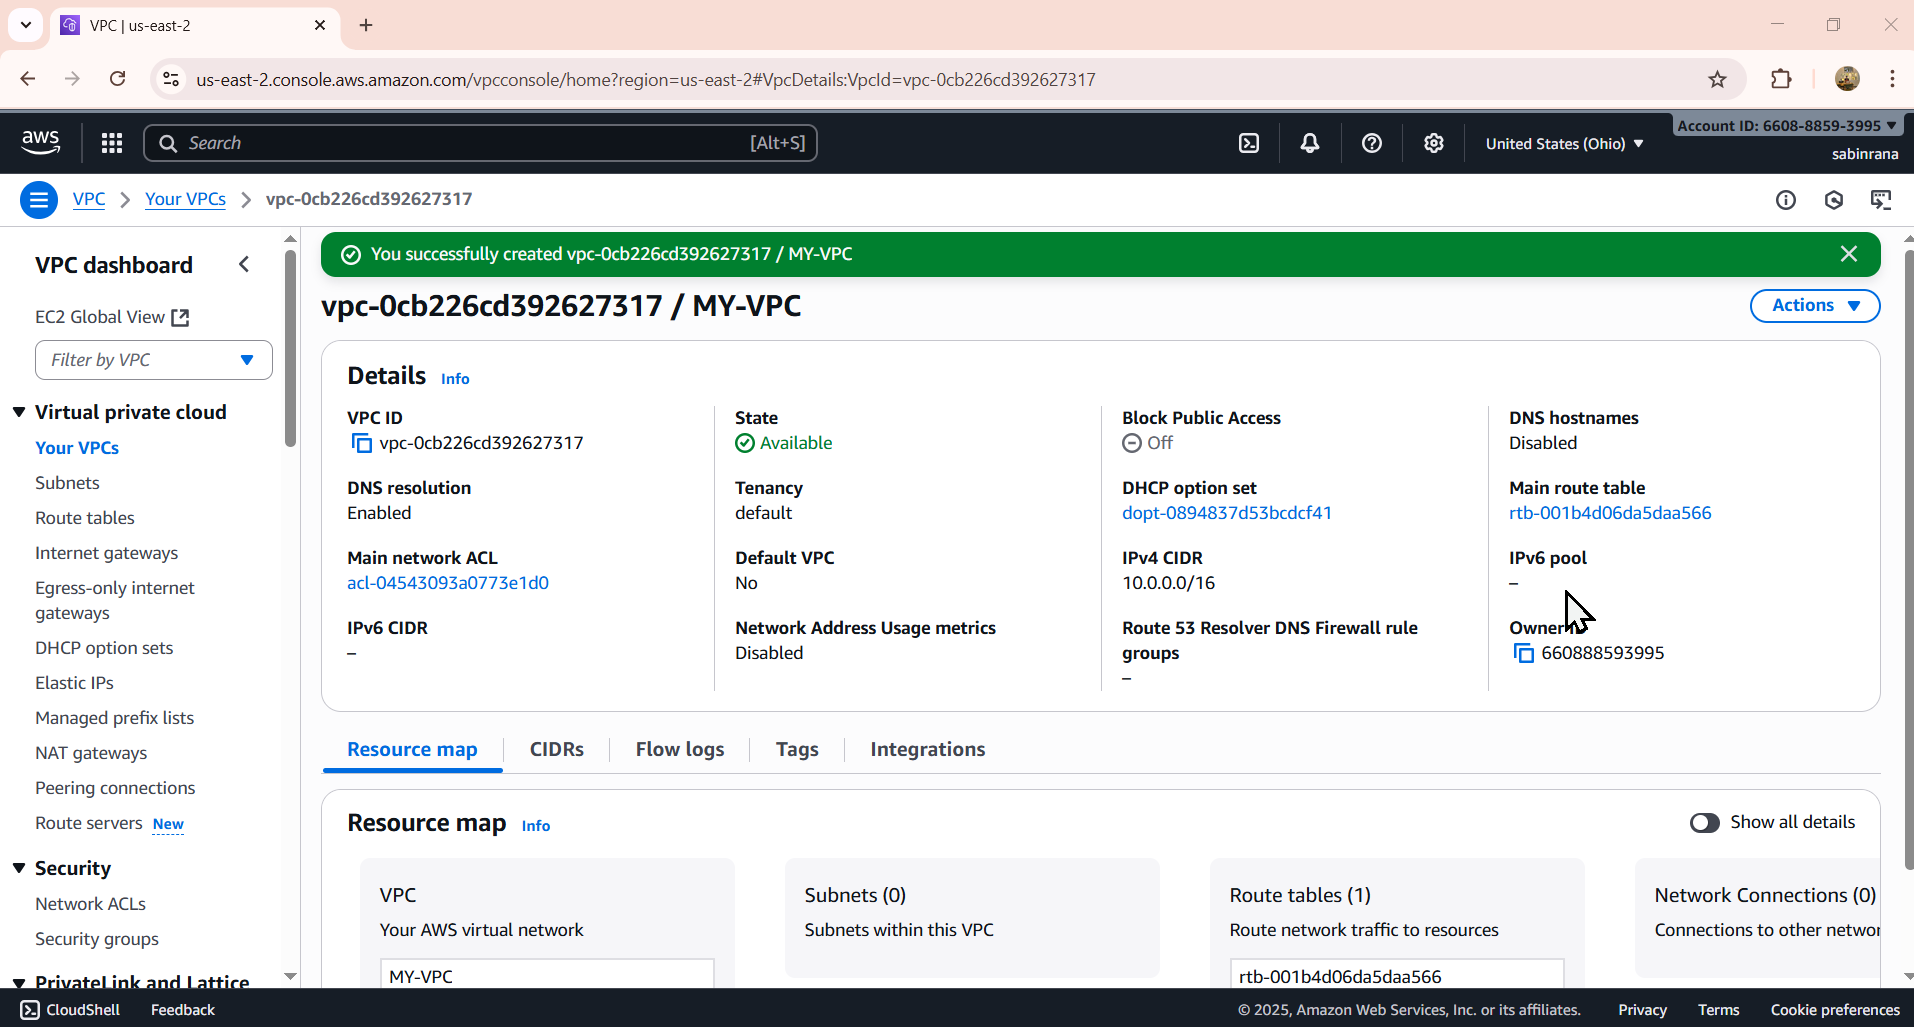 VPC | us-east-2
us-east-2.console.aws.amazon.com/vpcconsole/home?region=us-east-2#VpcDetails:VpcId=vpc-0cb226cd392627317
aws
Search
[Alt+S]
United States (Ohio)
Account ID: 6608-8859-3995
sabinrana
VPC
Your VPCs
vpc-0cb226cd392627317
VPC dashboard
EC2 Global View
Filter by VPC
Virtual private cloud
Your VPCs
Subnets
Route tables
Internet gateways
Egress-only internet
gateways
DHCP option sets
Elastic IPs
Managed prefix lists
NAT gateways
Peering connections
Route servers New
Security
Network ACLs
Security groups
PrivateLink and Lattice
You successfully created vpc-0cb226cd392627317 / MY-VPC
vpc-0cb226cd392627317 / MY-VPC
Actions
Details Info
VPC ID
vpc-0cb226cd392627317
State
Available
Block Public Access
Off
DNS hostnames
Disabled
DNS resolution
Enabled
Tenancy
default
DHCP option set
dopt-0894837d53bcdcf41
Main route table
rtb-001b4d06da5daa566
Main network ACL
acl-04543093a0773e1d0
Default VPC
No
IPv4 CIDR
10.0.0.0/16
IPv6 pool
–
IPv6 CIDR
–
Network Address Usage metrics
Disabled
Route 53 Resolver DNS Firewall rule
groups
–
Owner
660888593995
Resource map
CIDRs
Flow logs
Tags
Integrations
Resource map Info
Show all details
VPC
Your AWS virtual network
MY-VPC
Subnets (0)
Subnets within this VPC
Route tables (1)
Route network traffic to resources
rtb-001b4d06da5daa566
Network Connections (0)
Connections to other
CloudShell
Feedback
© 2025, Amazon Web Services, Inc. or its affiliates.
Privacy
Terms
Cookie preferences